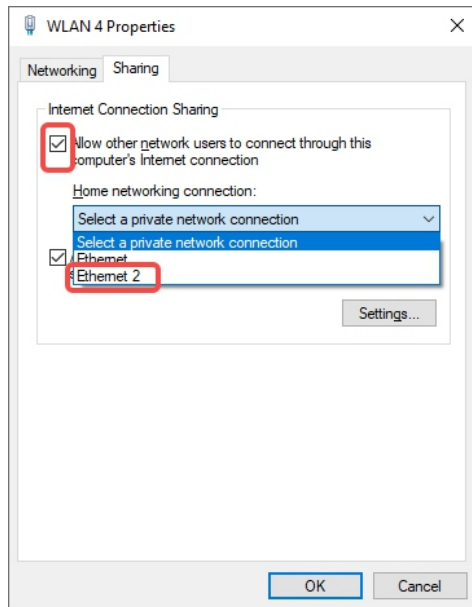 WLAN 4 Properties
Networking
Sharing
Internet Connection Sharing
Allow other network users to connect through this
computer's Internet connection
Home networking connection:
Select a private network connection
Select a private network connection
Ethernet
Ethernet 2
Settings...
OK
Cancel